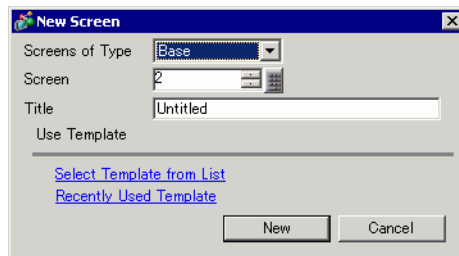 New Screen
Screens of Type Base
Screen 2
Title Untitled
Use Template
Select Template from List
Recently Used Template
New Cancel